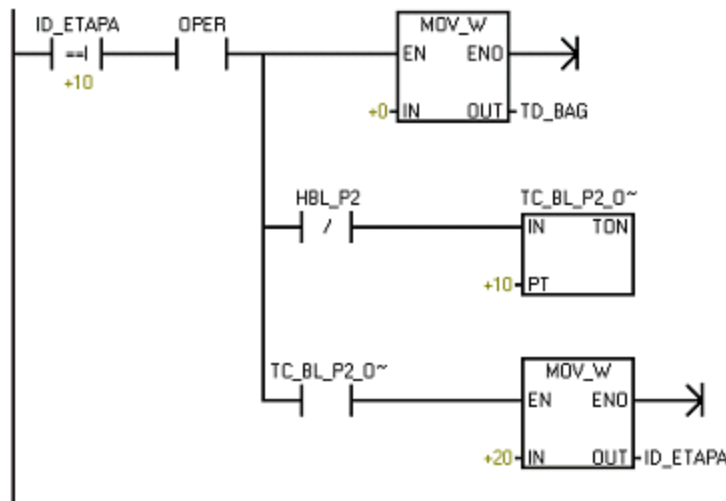 ID_ETAPA
OPER
==I
+10
MOV_W
EN ENO
+0 IN OUT TD_BAG
HBL_P2
/
TC_BL_P2_O~
IN TON
+10 PT
TC_BL_P2_O~
MOV_W
EN ENO
+20 IN OUT ID_ETAPA